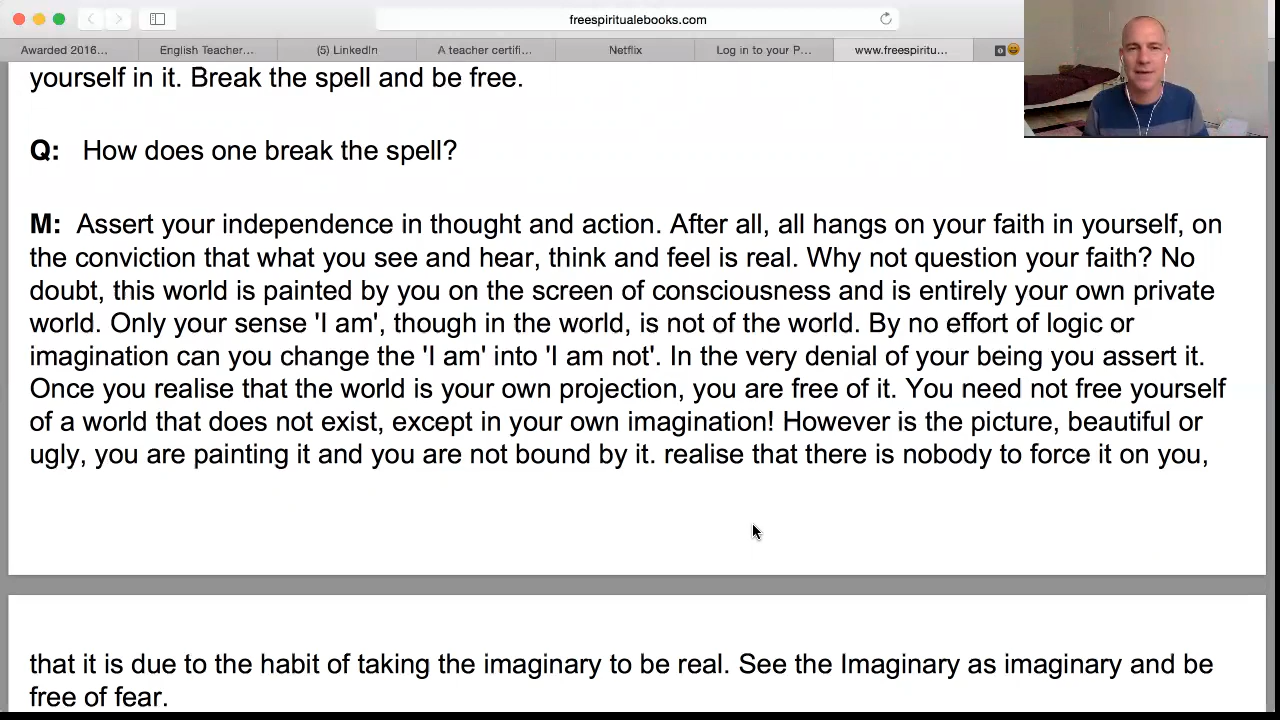 freespiritualebooks.com
Awarded 2016...
English Teacher...
(5) LinkedIn
A teacher certifi...
Netflix
Log in to your P...
www.freespiritu...
yourself in it. Break the spell and be free.
Q: How does one break the spell?
M: Assert your independence in thought and action. After all, all hangs on your faith in yourself, on
the conviction that what you see and hear, think and feel is real. Why not question your faith? No
doubt, this world is painted by you on the screen of consciousness and is entirely your own private
world. Only your sense 'I am', though in the world, is not of the world. By no effort of logic or
imagination can you change the 'I am' into 'I am not'. In the very denial of your being you assert it.
Once you realise that the world is your own projection, you are free of it. You need not free yourself
of a world that does not exist, except in your own imagination! However is the picture, beautiful or
ugly, you are painting it and you are not bound by it. realise that there is nobody to force it on you,
that it is due to the habit of taking the imaginary to be real. See the Imaginary as imaginary and be
free of fear.